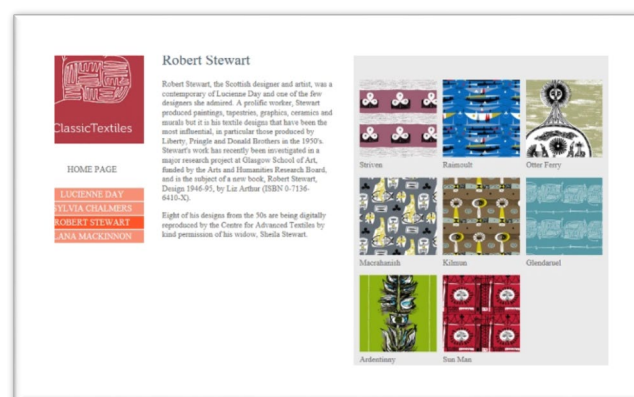 ClassicTextiles
HOME PAGE
LUCIENNE DAY
SYLVIA CHALMERS
ROBERT STEWART
LANA MACKINNON
Robert Stewart
Robert Stewart, the Scottish designer and artist, was a
contemporary of Lucienne Day and one of the few
designers she admired. A prolific worker, Stewart
produced paintings, tapestries, graphics, ceramics and
murals but it is his textile designs that have been the
most influential, in particular those produced by
Liberty, Pringle and Donald Brothers in the 1950's.
Stewart's work has recently been investigated in a
major research project at Glasgow School of Art,
funded by the Arts and Humanities Research Board,
and is the subject of a new book, Robert Stewart,
Design 1946-95, by Liz Arthur (ISBN 0-7136-
6410-X).
Eight of his designs from the 50s are being digitally
reproduced by the Centre for Advanced Textiles by
kind permission of his widow, Sheila Stewart.
Striven
Raimoult
Otter Ferry
Macrahanish
Kilmun
Glendaruel
Ardentinny
Sun Man